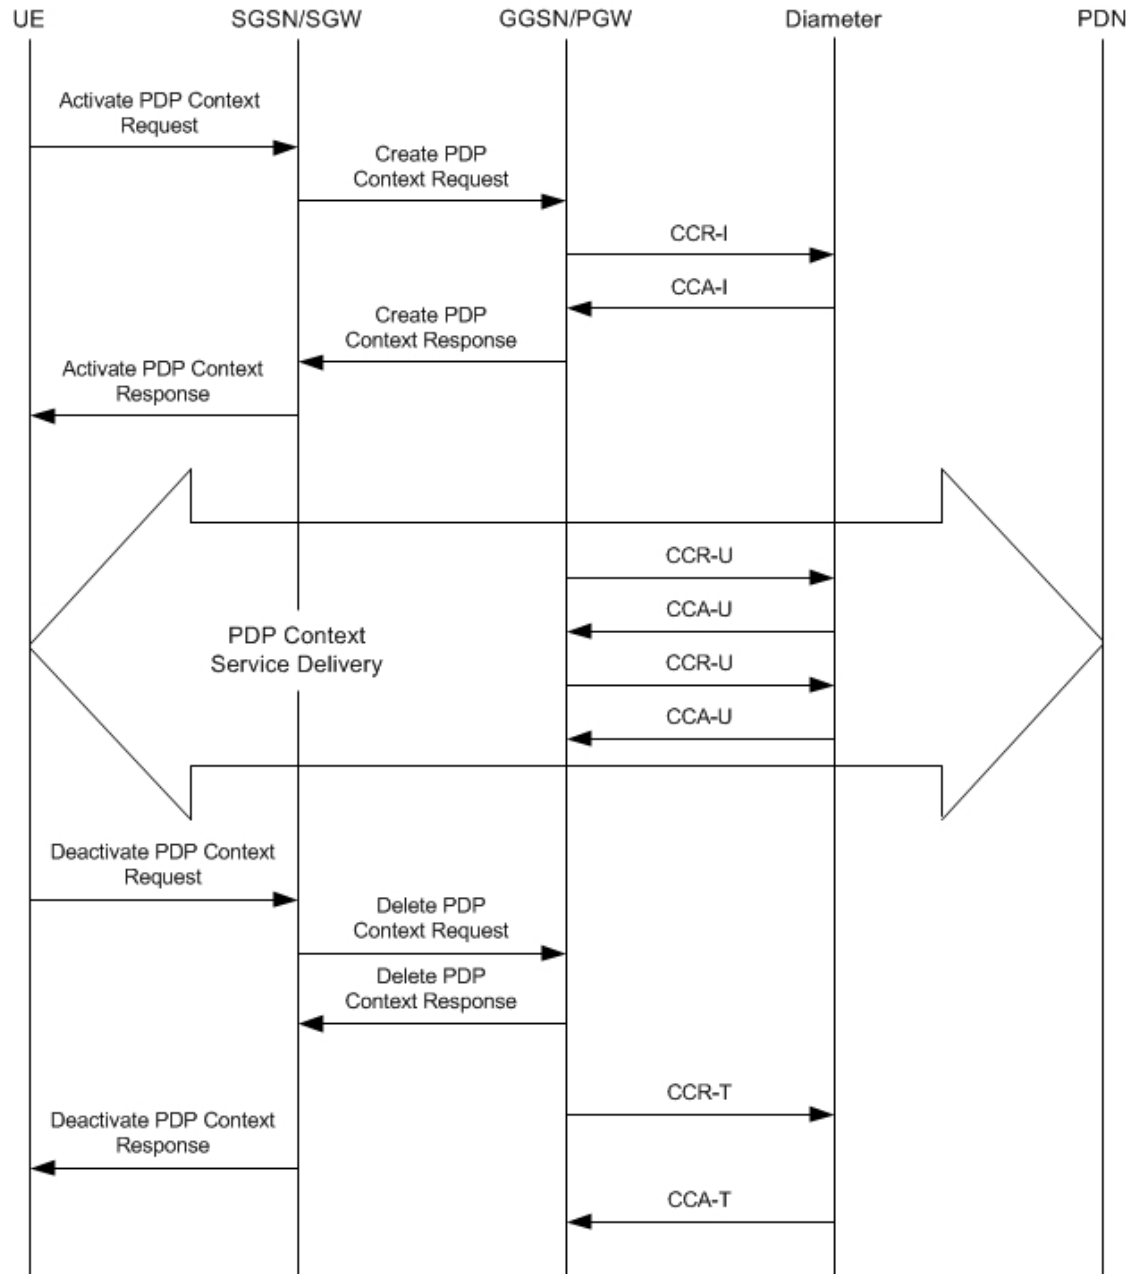 UE
SGSN/SGW
GGSN/PGW
Diameter
PDN
Activate PDP Context
Request
Create PDP
Context Request
CCR-I
CCA-I
Create PDP
Context Response
Activate PDP Context
Response
CCR-U
CCA-U
PDP Context
Service Delivery
CCR-U
CCA-U
Deactivate PDP Context
Request
Delete PDP
Context Request
Delete PDP
Context Response
CCR-T
Deactivate PDP Context
Response
CCA-T